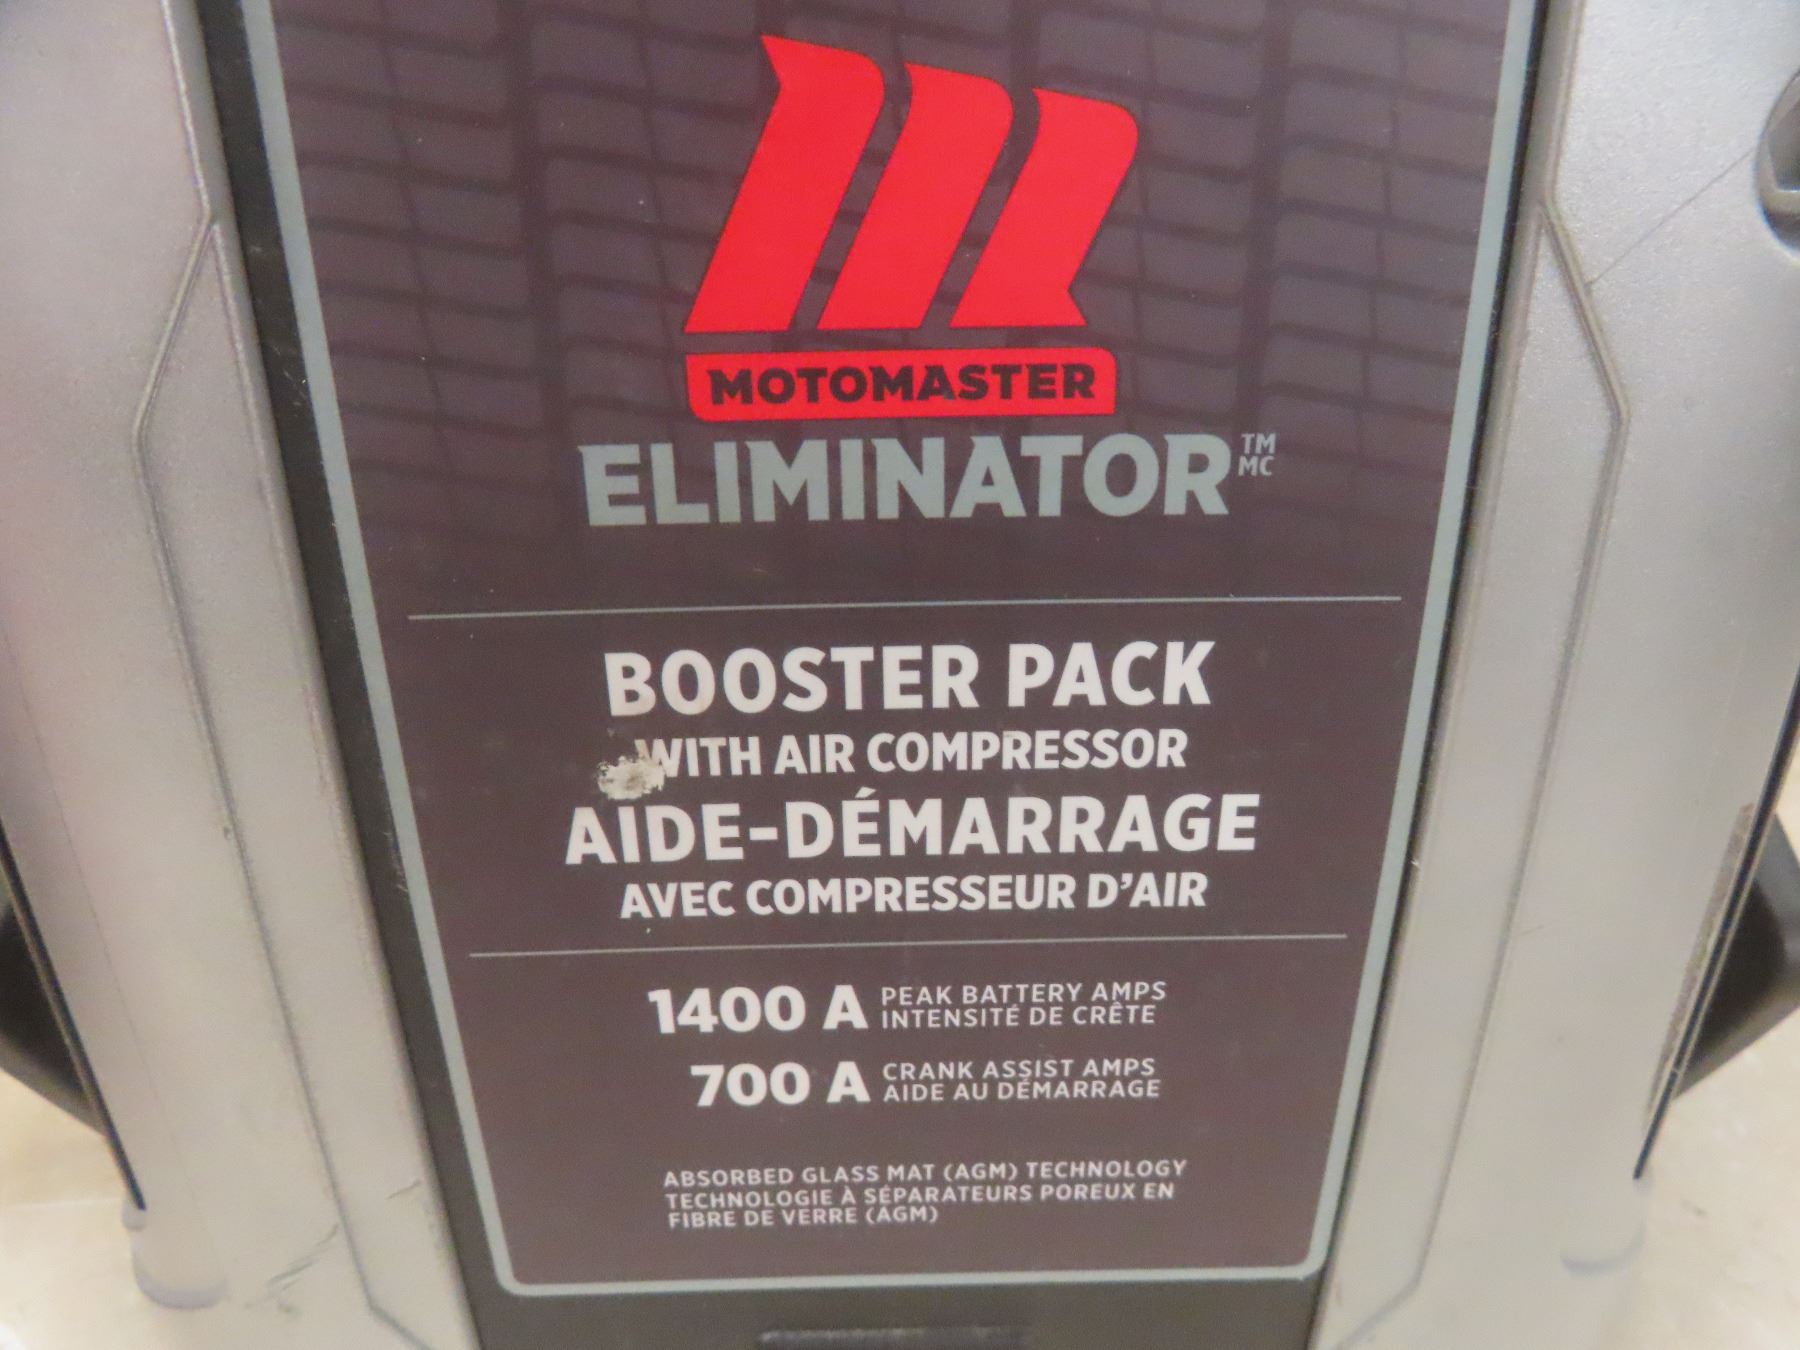 MOTOMASTER
ELIMINATOR TM MC
BOOSTER PACK
WITH AIR COMPRESSOR
AIDE-DÉMARRAGE
AVEC COMPRESSEUR D'AIR
1400 A PEAK BATTERY AMPS
INTENSITÉ DE CRÊTE
700 A CRANK ASSIST AMPS
AIDE AU DÉMARRAGE
ABSORBED GLASS MAT (AGM) TECHNOLOGY
TECHNOLOGIE À SÉPARATEURS POREUX EN
FIBRE DE VERRE (AGM)